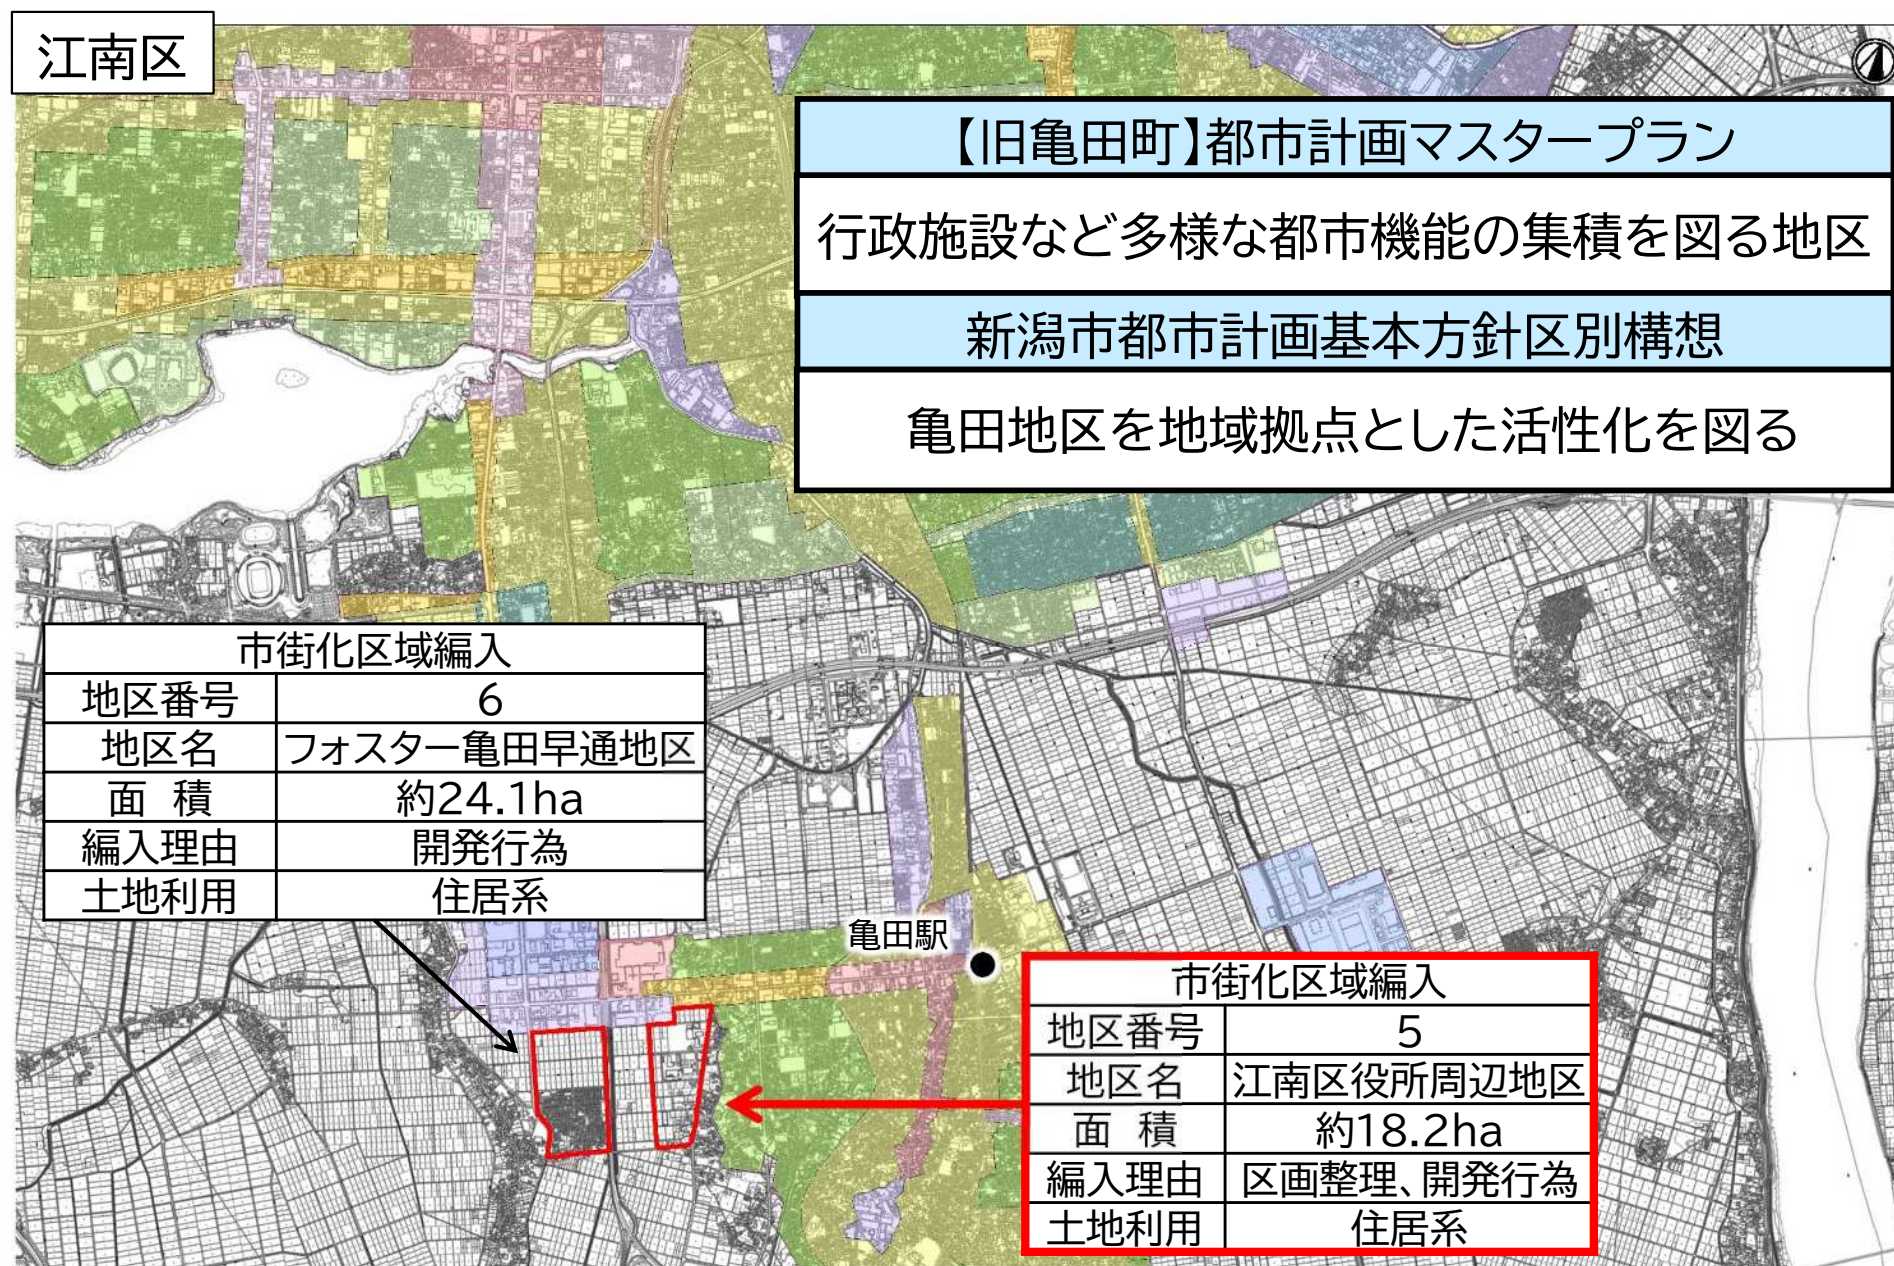 江南区
【旧亀田町】都市計画マスタープラン
行政施設など多様な都市機能の集積を図る地区
新潟市都市計画基本方針区別構想
亀田地区を地域拠点とした活性化を図る
市街化区域編入
地区番号 6
地区名 フォスター亀田早通地区
面 積 約24.1ha
編入理由 開発行為
土地利用 住居系
亀田駅
市街化区域編入
地区番号 5
地区名 江南区役所周辺地区
面 積 約18.2ha
編入理由 区画整理、開発行為
土地利用 住居系